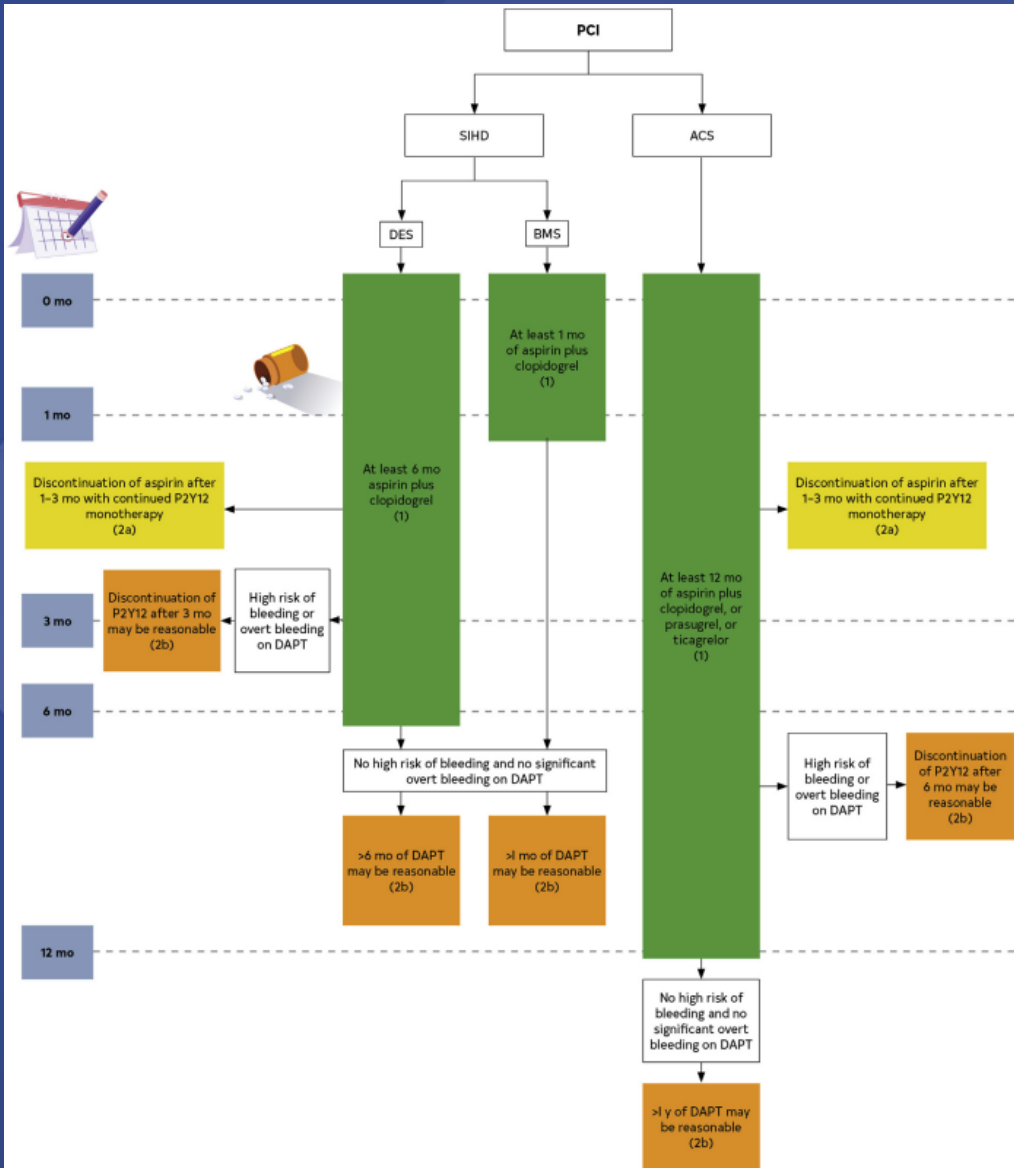 PCI
SIHD
ACS
DES
BMS
0 mo
At least 1 mo
of aspirin plus
clopidogrel
(1)
1 mo
At least 6 mo
aspirin plus
clopidogrel
(1)
Discontinuation of aspirin after
1–3 mo with continued P2Y12
monotherapy
(2a)
Discontinuation of aspirin after
1–3 mo with continued P2Y12
monotherapy
(2a)
3 mo
Discontinuation of
P2Y12 after 3 mo
may be reasonable
(2b)
High risk of
bleeding or
overt bleeding
on DAPT
At least 12 mo
of aspirin plus
clopidogrel, or
prasugrel, or
ticagrelor
(1)
6 mo
No high risk of bleeding and no significant
overt bleeding on DAPT
High risk of
bleeding or
overt bleeding
on DAPT
Discontinuation
of P2Y12 after
6 mo may be
reasonable
(2b)
>6 mo of DAPT
may be reasonable
(2b)
>l mo of DAPT
may be reasonable
(2b)
12 mo
No high risk of
bleeding and no
significant overt
bleeding on DAPT
>l y of DAPT may
be reasonable
(2b)